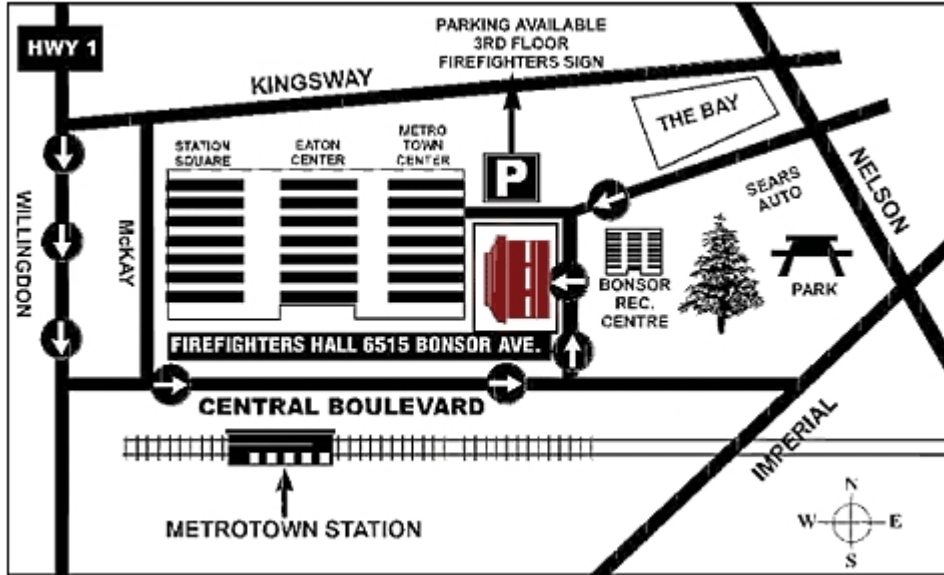 HWY 1
PARKING AVAILABLE
3RD FLOOR
FIREFIGHTERS SIGN
KINGSWAY
THE BAY
STATION
SQUARE
EATON
CENTER
METRO
TOWN
CENTER
P
NELSON
SEARS
AUTO
WILLINGDON
McKAY
BONSOR
REC.
CENTRE
PARK
FIREFIGHTERS HALL 6515 BONSOR AVE.
CENTRAL BOULEVARD
IMPERIAL
METROTOWN STATION
N
W
E
S